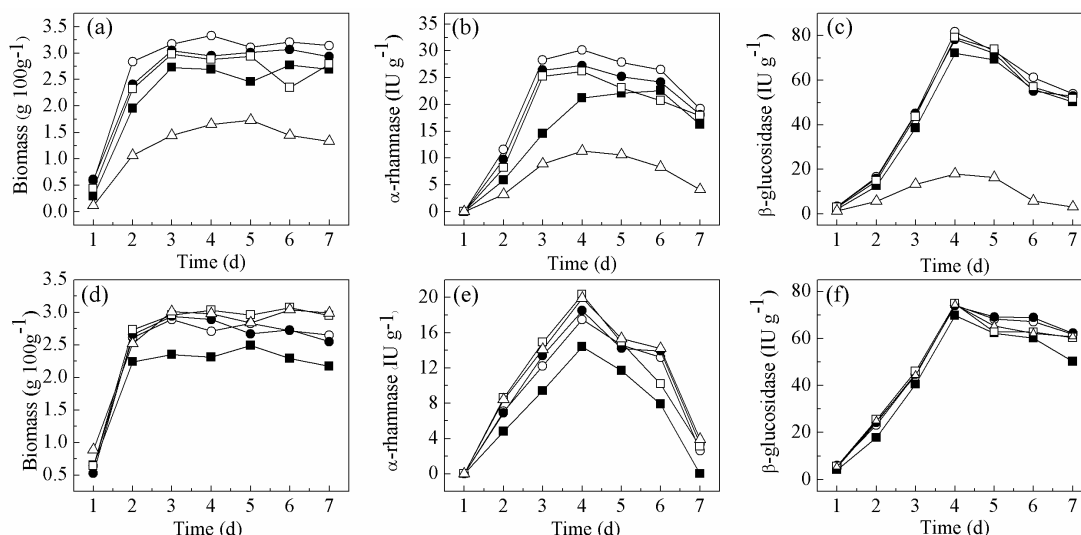 (a)
Biomass (g 100g⁻¹)
3.5
3.0
2.5
2.0
1.5
1.0
0.5
0.0
1 2 3 4 5 6 7
Time (d)
(b)
α-rhamnase (IU g⁻¹)
35
30
25
20
15
10
5
0
1 2 3 4 5 6 7
Time (d)
(c)
β-glucosidase (IU g⁻¹)
80
60
40
20
0
1 2 3 4 5 6 7
Time (d)
(d)
Biomass (g 100g⁻¹)
3.5
3.0
2.5
2.0
1.5
1.0
0.5
1 2 3 4 5 6 7
Time (d)
(e)
α-rhamnase IU g⁻¹
20
16
12
8
4
0
1 2 3 4 5 6 7
Time (d)
(f)
β-glucosidase (IU g⁻¹)
80
60
40
20
0
1 2 3 4 5 6 7
Time (d)